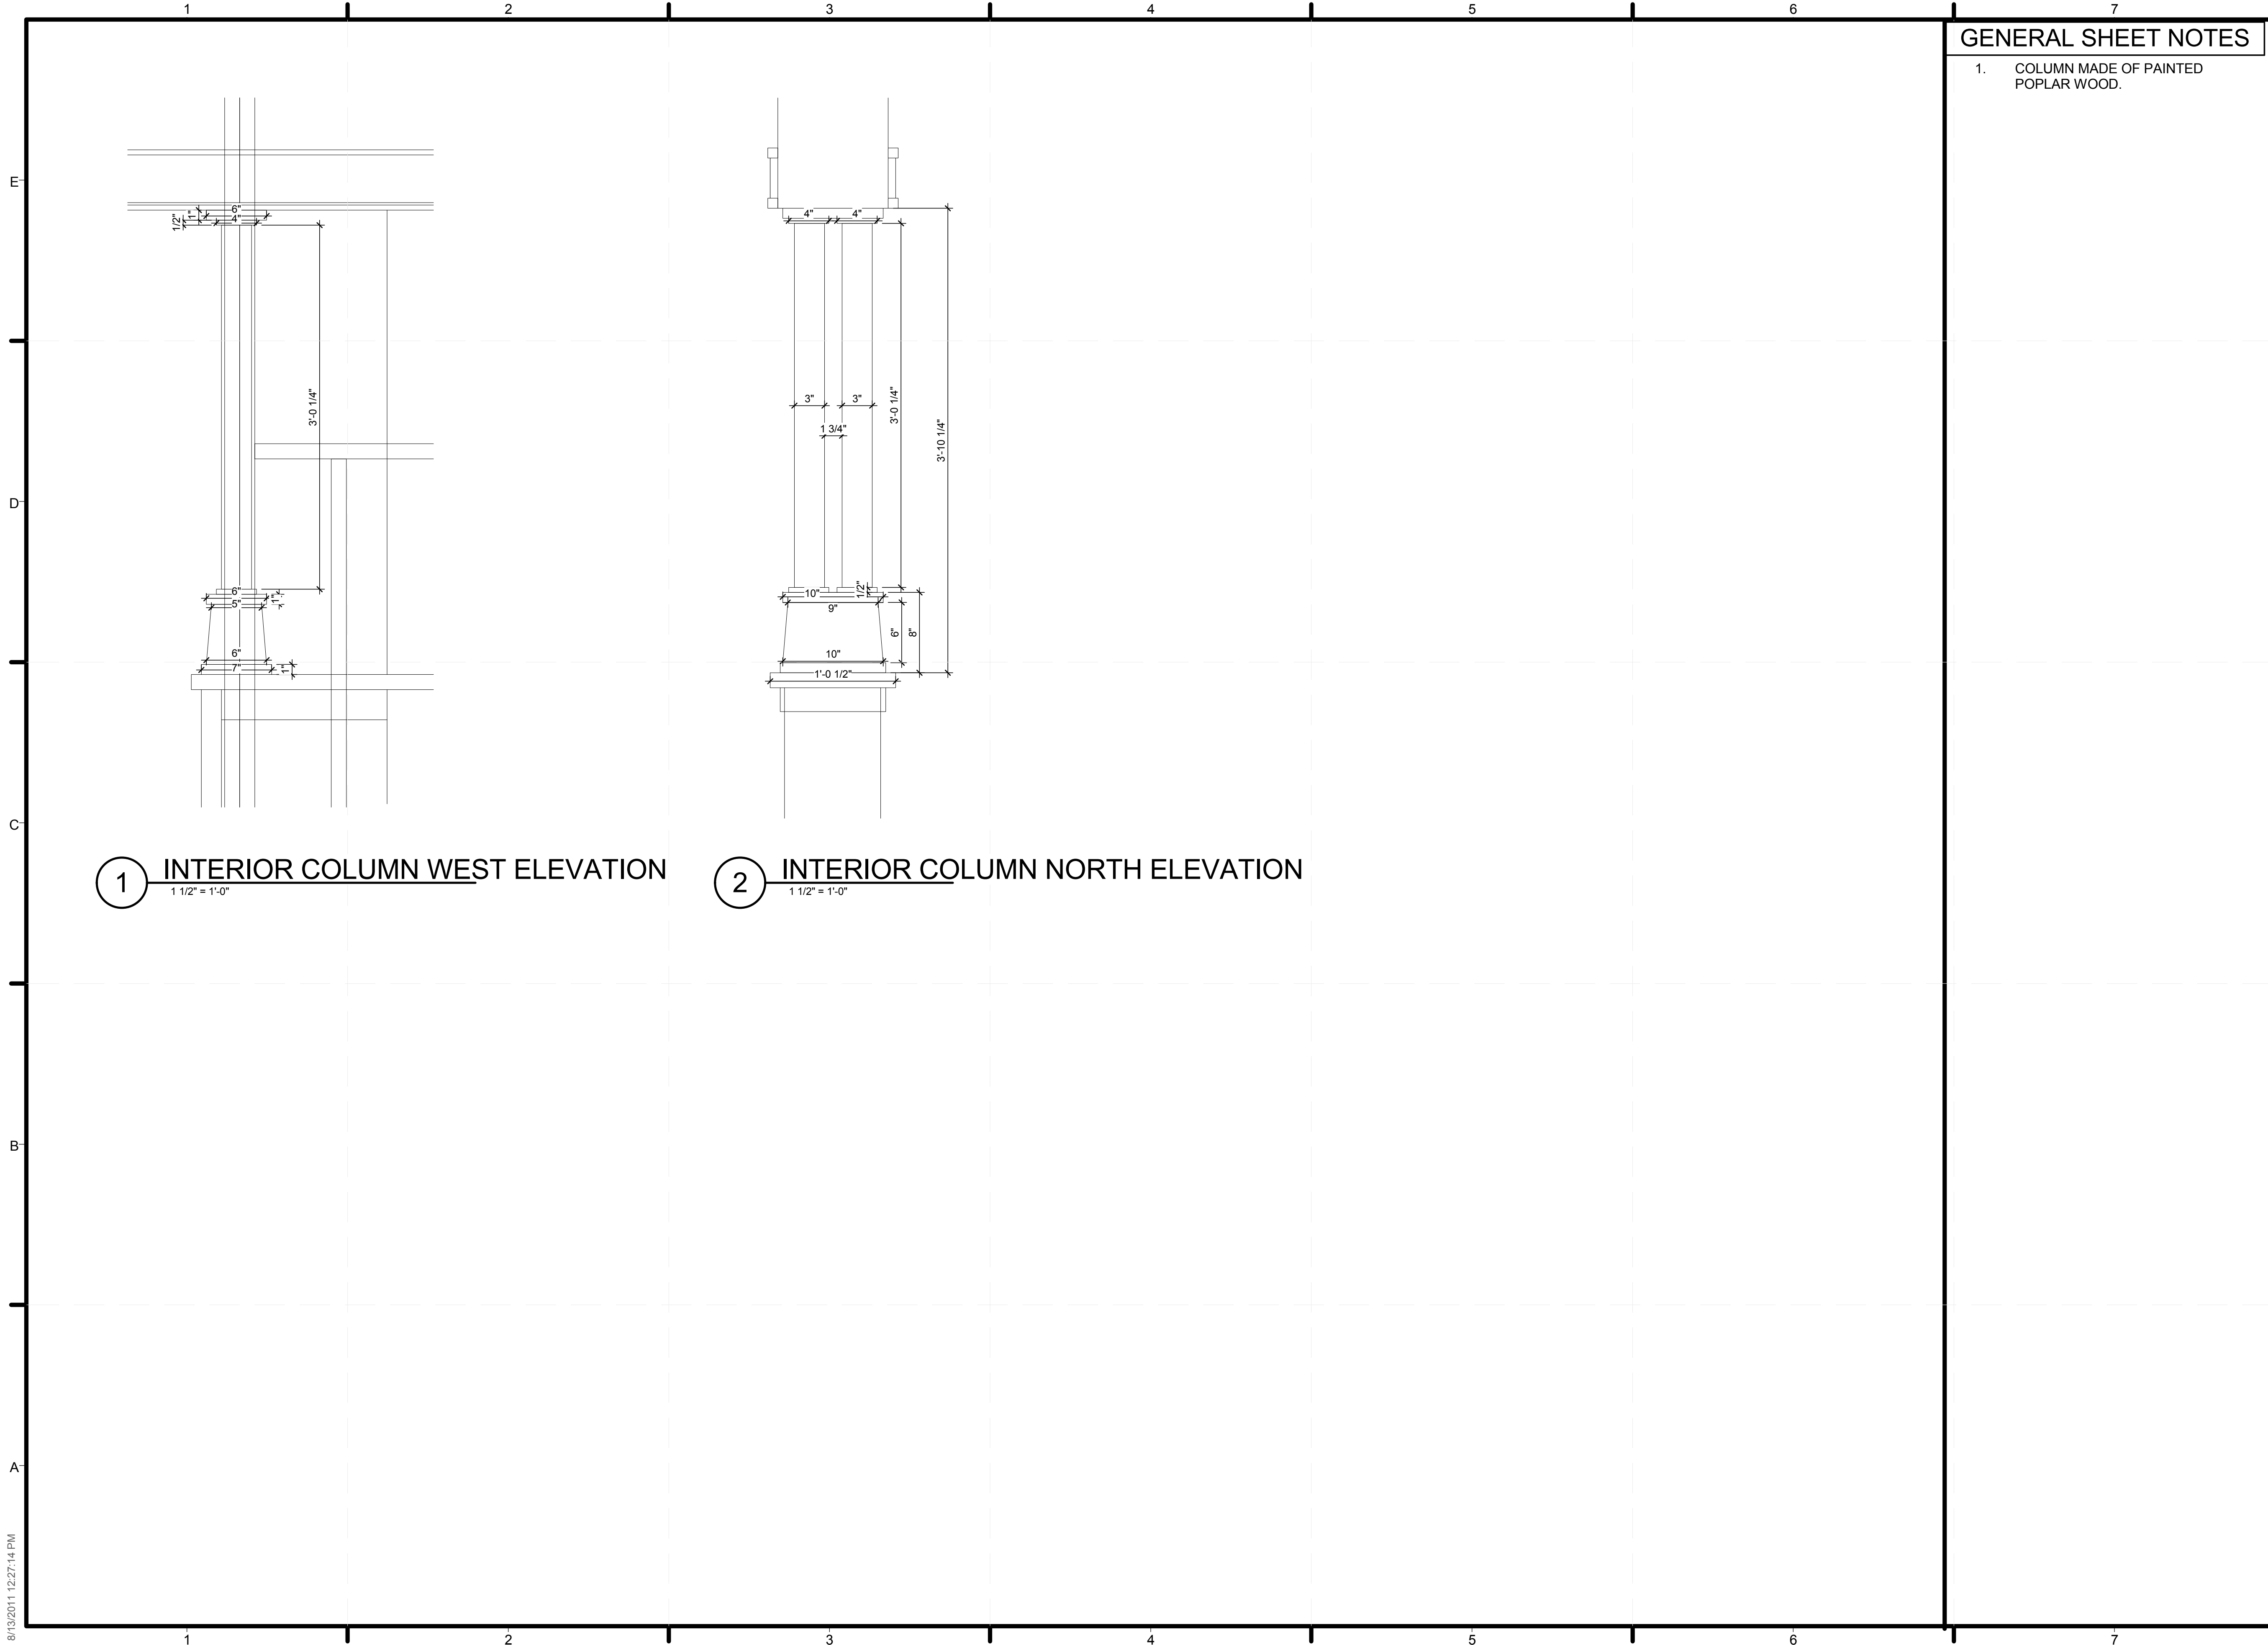 1 2 3 4 5 6 7
GENERAL SHEET NOTES
1. COLUMN MADE OF PAINTED
POPLAR WOOD.
E
D
C
B
A
6"
4"
1"
1/2"
3'-0 1/4"
6"
5"
1"
6"
7"
1"
4" 4"
3" 3"
1 3/4"
3'-0 1/4"
3'-10 1/4"
1/2"
10"
9"
6"
8"
10"
1'-0 1/2"
1 INTERIOR COLUMN WEST ELEVATION
1 1/2" = 1'-0"
2 INTERIOR COLUMN NORTH ELEVATION
1 1/2" = 1'-0"
8/13/2011 12:27:14 PM
1 2 3 4 5 6 7